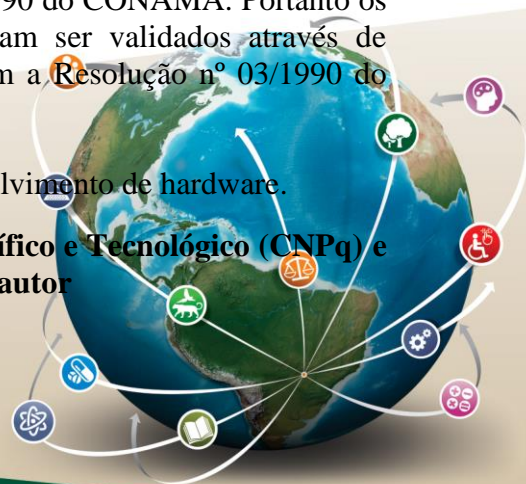 90 do CONAMA. Portanto os
am ser validados através de
m a Resolução nº 03/1990 do
lvimento de hardware.
ífico e Tecnológico (CNPq) e
autor